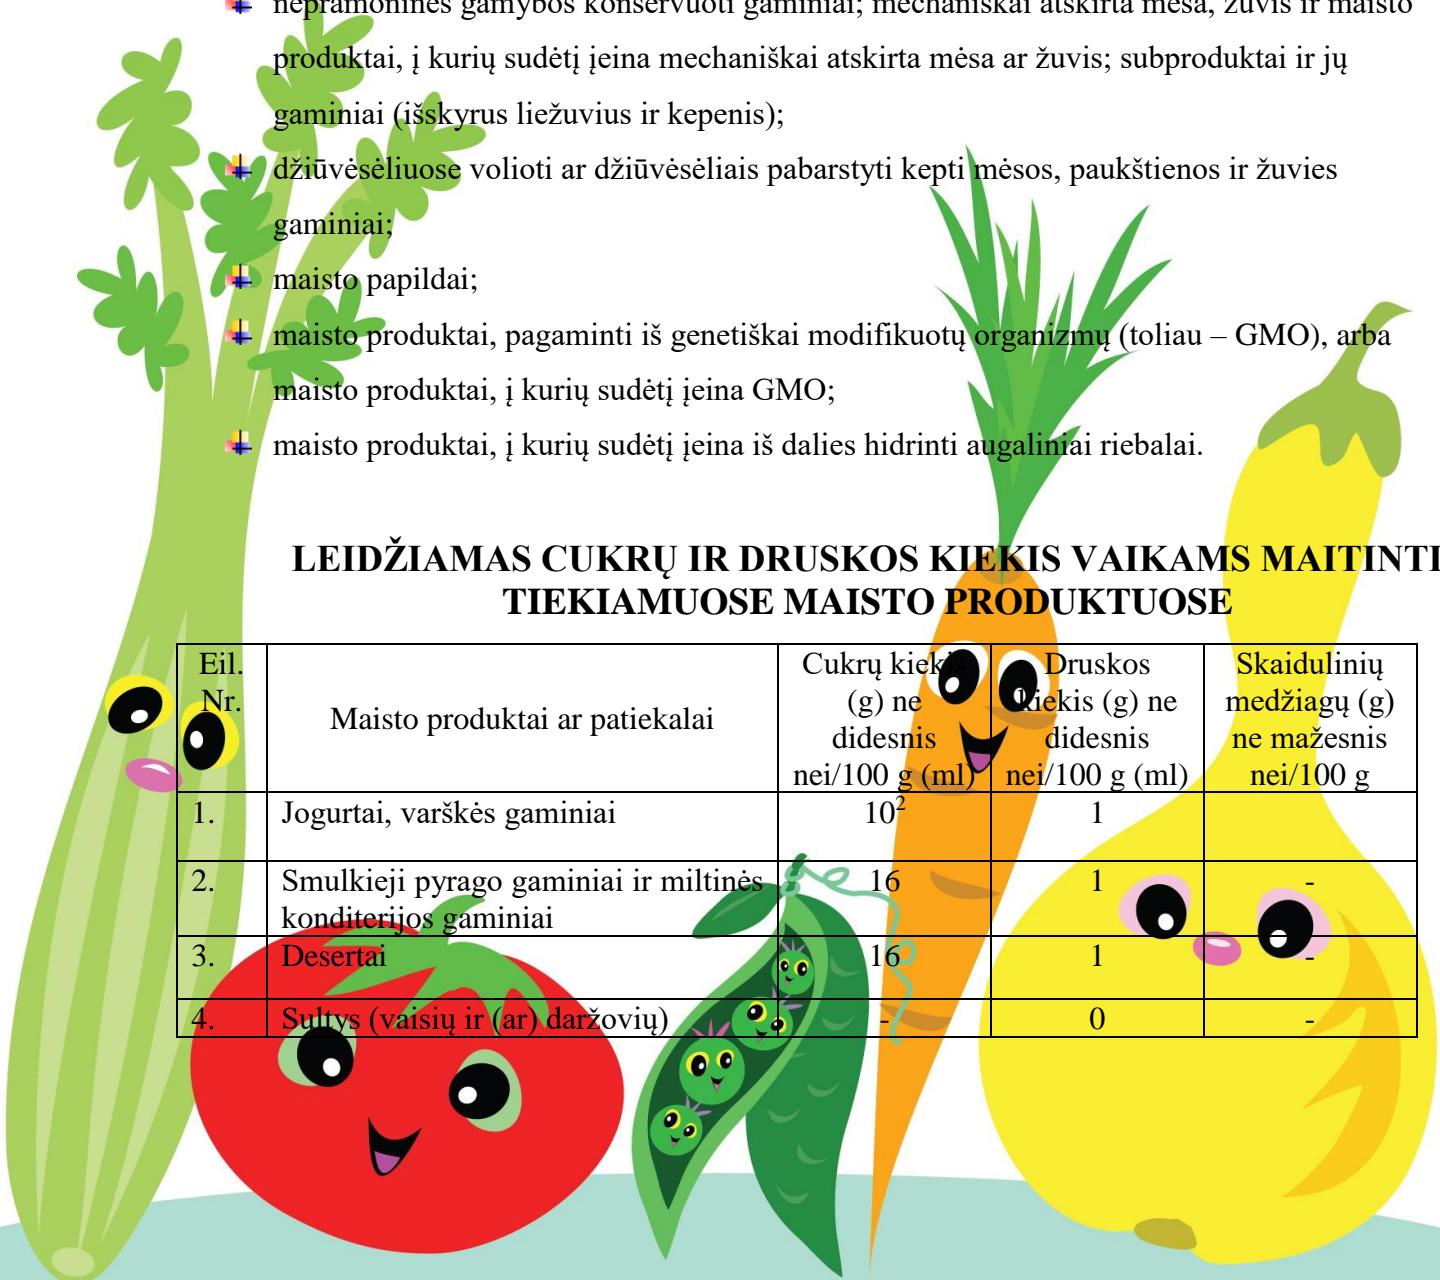 nepramoninės gamybos konservuoti gaminiai; mechaniškai atskirta mėsa, žuvis ir maisto
produktai, į kurių sudėtį įeina mechaniškai atskirta mėsa ar žuvis; subproduktai ir jų
gaminiai (išskyrus liežuvius ir kepenis);
džiūvėsėliuose volioti ar džiūvėsėliais pabarstyti kepti mėsos, paukštienos ir žuvies
gaminiai;
maisto papildai;
maisto produktai, pagaminti iš genetiškai modifikuotų organizmų (toliau – GMO), arba
maisto produktai, į kurių sudėtį įeina GMO;
maisto produktai, į kurių sudėtį įeina iš dalies hidrinti augaliniai riebalai.
LEIDŽIAMAS CUKRŲ IR DRUSKOS KIEKIS VAIKAMS MAITINTI
TIEKIAMUOSE MAISTO PRODUKTUOSE
Eil.
Nr.
Maisto produktai ar patiekalai
Cukrų kiekis
(g) ne
didesnis
nei/100 g (ml)
Druskos
kiekis (g) ne
didesnis
nei/100 g (ml)
Skaidulinių
medžiagų (g)
ne mažesnis
nei/100 g
1. Jogurtai, varškės gaminiai 10² 1
2. Smulkieji pyrago gaminiai ir miltinės 16 1 -
konditerijos gaminiai
3. Desertai 16 1 -
4. Sultys (vaisių ir (ar) daržovių) - 0 -